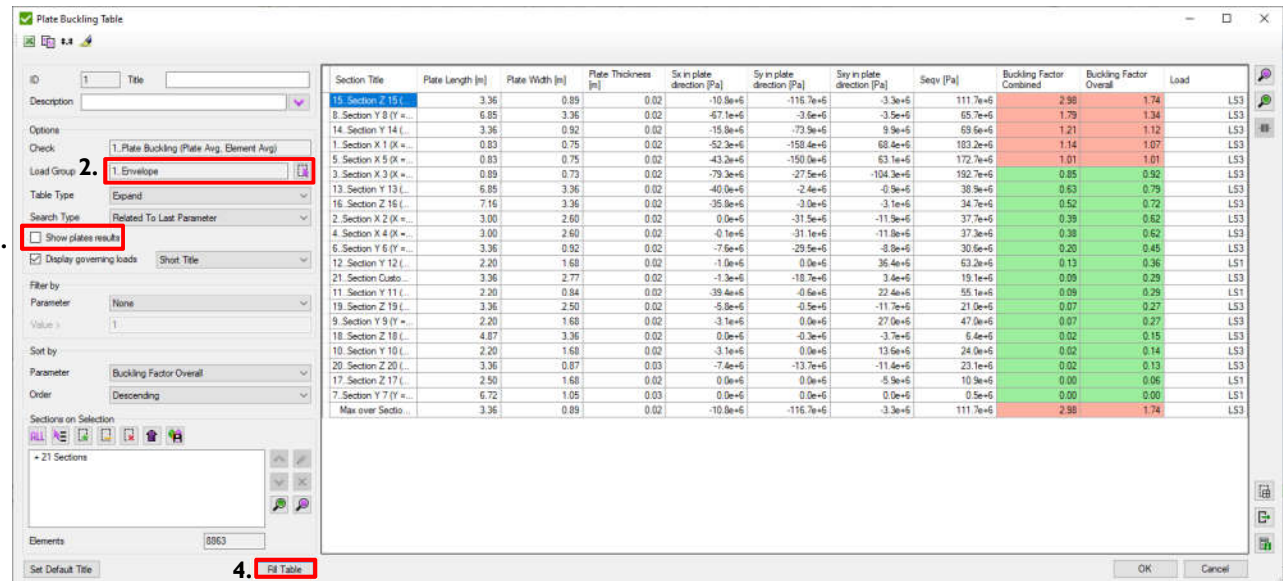 Plate Buckling Table
ID 1 Title
Description
Options
Check 1..Plate Buckling (Plate Avg, Element Avg)
2.
Load Group 1..Envelope
Table Type Expand
Search Type Related To Last Parameter
Show plates results
Display governing loads Short Title
Filter by
Parameter None
Value > 1
Sort by
Parameter Buckling Factor Overall
Order Descending
Sections on Selection
ALL
+ 21 Sections
Elements 8863
Set Default Title 4. Fill Table
Section Title Plate Length [m] Plate Width [m] Plate Thickness [m] Sx in plate direction [Pa] Sy in plate direction [Pa] Sxy in plate direction [Pa] Seqv [Pa] Buckling Factor Combined Buckling Factor Overall Load
15..Section Z 15 (... 3.36 0.89 0.02 -10.8e+6 -116.7e+6 -3.3e+6 111.7e+6 2.98 1.74 LS3
8..Section Y 8 (Y =... 6.85 3.36 0.02 -67.1e+6 -3.6e+6 -3.5e+6 65.7e+6 1.79 1.34 LS3
14..Section Y 14 (... 3.36 0.92 0.02 -15.8e+6 -73.9e+6 9.9e+6 69.6e+6 1.21 1.12 LS3
1..Section X 1 (X =... 0.83 0.75 0.02 -52.3e+6 -158.4e+6 68.4e+6 183.2e+6 1.14 1.07 LS3
5..Section X 5 (X =... 0.83 0.75 0.02 -43.2e+6 -150.0e+6 63.1e+6 172.7e+6 1.01 1.01 LS3
3..Section X 3 (X =... 0.89 0.73 0.02 -79.3e+6 -27.5e+6 -104.3e+6 192.7e+6 0.85 0.92 LS3
13..Section Y 13 (... 6.85 3.36 0.02 -40.0e+6 -2.4e+6 -0.9e+6 38.9e+6 0.63 0.79 LS3
16..Section Z 16 (... 7.16 3.36 0.02 -35.8e+6 -3.0e+6 -3.1e+6 34.7e+6 0.52 0.72 LS3
2..Section X 2 (X =... 3.00 2.60 0.02 0.0e+6 -31.5e+6 -11.9e+6 37.7e+6 0.39 0.62 LS3
4..Section X 4 (X =... 3.00 2.60 0.02 -0.1e+6 -31.1e+6 -11.8e+6 37.3e+6 0.38 0.62 LS3
6..Section Y 6 (Y =... 3.36 0.92 0.02 -7.6e+6 -29.5e+6 -8.8e+6 30.6e+6 0.20 0.45 LS3
12..Section Y 12 (... 2.20 1.68 0.02 -1.0e+6 0.0e+6 36.4e+6 63.2e+6 0.13 0.36 LS1
21..Section Custo... 3.36 2.77 0.02 -1.3e+6 -18.7e+6 3.4e+6 19.1e+6 0.09 0.29 LS3
11..Section Y 11 (... 2.20 0.84 0.02 -39.4e+6 -0.6e+6 22.4e+6 55.1e+6 0.09 0.29 LS1
19..Section Z 19 (... 3.36 2.50 0.02 -5.8e+6 -0.5e+6 -11.7e+6 21.0e+6 0.07 0.27 LS3
9..Section Y 9 (Y =... 2.20 1.68 0.02 -3.1e+6 0.0e+6 27.0e+6 47.0e+6 0.07 0.27 LS3
18..Section Z 18 (... 4.87 3.36 0.02 0.0e+6 -0.3e+6 -3.7e+6 6.4e+6 0.02 0.15 LS3
10..Section Y 10 (... 2.20 1.68 0.02 -3.1e+6 0.0e+6 13.6e+6 24.0e+6 0.02 0.14 LS3
20..Section Z 20 (... 3.36 0.87 0.03 -7.4e+6 -13.7e+6 -11.4e+6 23.1e+6 0.02 0.13 LS3
17..Section Z 17 (... 2.50 1.68 0.02 0.0e+6 0.0e+6 -5.9e+6 10.9e+6 0.00 0.06 LS1
7..Section Y 7 (Y =... 6.72 1.05 0.03 0.0e+6 0.0e+6 0.0e+6 0.5e+6 0.00 0.00 LS1
Max over Sectio... 3.36 0.89 0.02 -10.8e+6 -116.7e+6 -3.3e+6 111.7e+6 2.98 1.74 LS3
OK Cancel